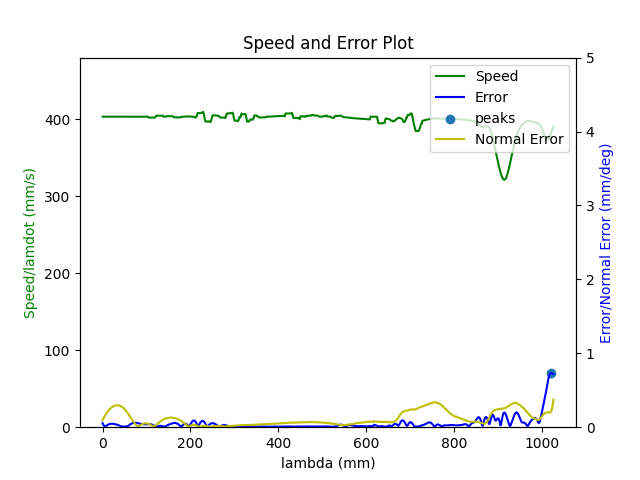 Speed and Error Plot
Speed/lamdot (mm/s)
400
300
200
100
0
Speed
Error
peaks
Normal Error
5
4
3
2
1
0
Error/Normal Error (mm/deg)
0
200
400
600
800
1000
lambda (mm)